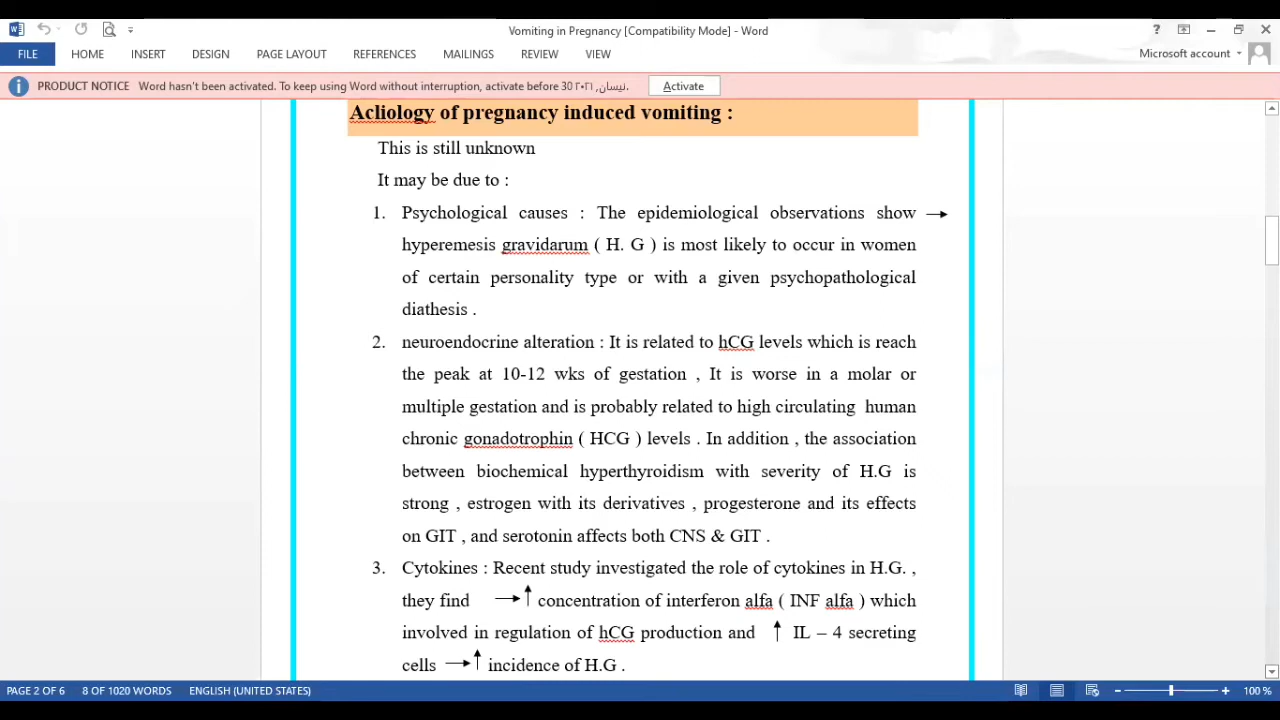 Vomiting in Pregnancy [Compatibility Mode] - Word
FILE HOME INSERT DESIGN PAGE LAYOUT REFERENCES MAILINGS REVIEW VIEW Microsoft account
PRODUCT NOTICE Word hasn't been activated. To keep using Word without interruption, activate before 30 نيسان, ٢٠٢١. Activate
Acliology of pregnancy induced vomiting :
This is still unknown
It may be due to :
1. Psychological causes : The epidemiological observations show →
hyperemesis gravidarum ( H. G ) is most likely to occur in women
of certain personality type or with a given psychopathological
diathesis .
2. neuroendocrine alteration : It is related to hCG levels which is reach
the peak at 10-12 wks of gestation , It is worse in a molar or
multiple gestation and is probably related to high circulating human
chronic gonadotrophin ( HCG ) levels . In addition , the association
between biochemical hyperthyroidism with severity of H.G is
strong , estrogen with its derivatives , progesterone and its effects
on GIT , and serotonin affects both CNS & GIT .
3. Cytokines : Recent study investigated the role of cytokines in H.G. ,
they find →↑ concentration of interferon alfa ( INF alfa ) which
involved in regulation of hCG production and ↑ IL – 4 secreting
cells →↑ incidence of H.G .
PAGE 2 OF 6 8 OF 1020 WORDS ENGLISH (UNITED STATES) 100 %